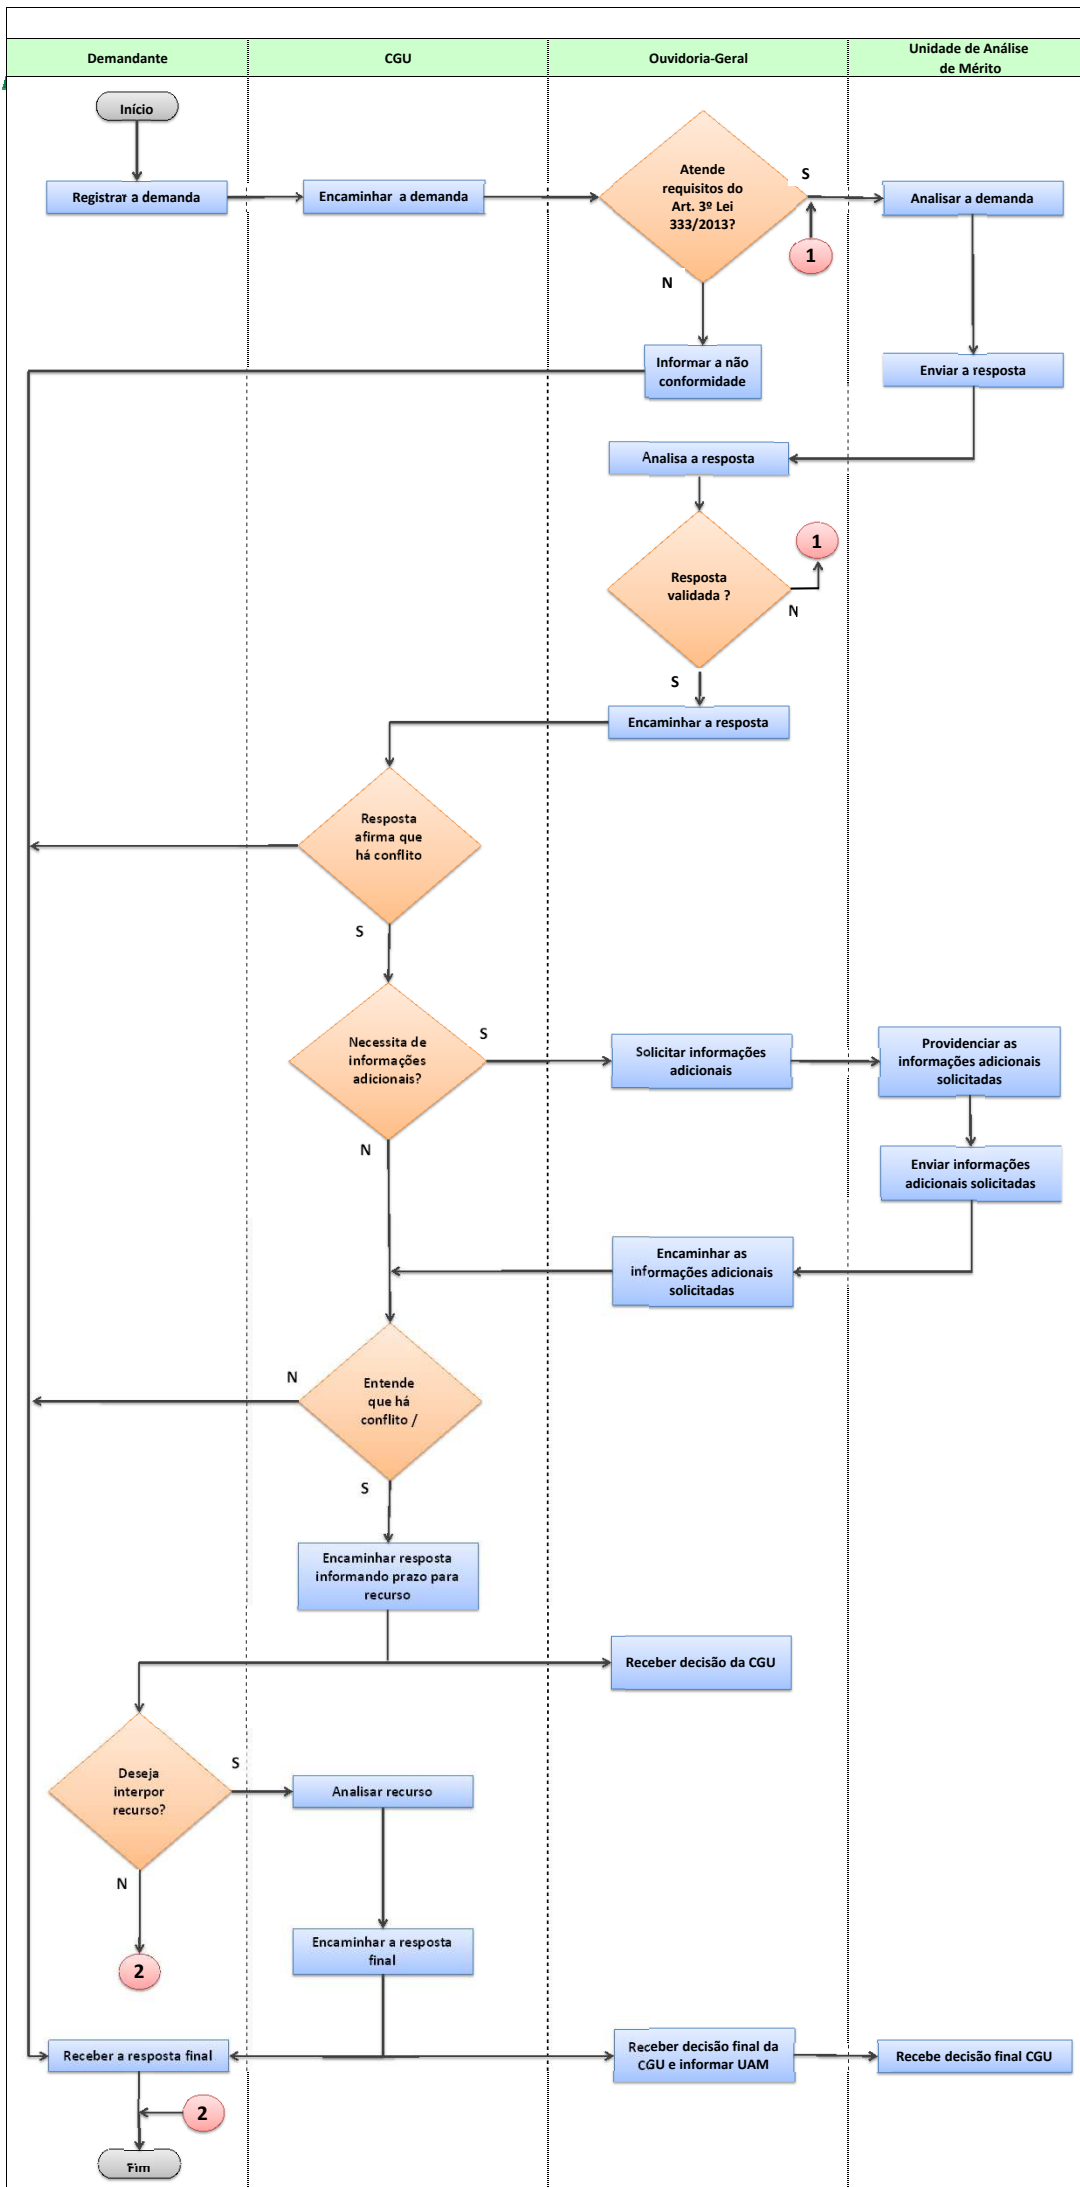 Demandante
CGU
Ouvidoria-Geral
Unidade de Análise
de Mérito
Início
Registrar a demanda
Encaminhar a demanda
Atende
requisitos do
Art. 3º Lei
333/2013?
S
Analisar a demanda
1
N
Informar a não
conformidade
Enviar a resposta
Analisa a resposta
1
Resposta
validada ?
N
S
Encaminhar a resposta
Resposta
afirma que
há conflito
S
Necessita de
informações
adicionais?
S
Solicitar informações
adicionais
Providenciar as
informações adicionais
solicitadas
N
Enviar informações
adicionais solicitadas
Encaminhar as
informações adicionais
solicitadas
N
Entende
que há
conflito /
S
Encaminhar resposta
informando prazo para
recurso
Receber decisão da CGU
Deseja
interpor
recurso?
S
Analisar recurso
N
Encaminhar a resposta
final
2
Receber a resposta final
Receber decisão final da
CGU e informar UAM
Recebe decisão final CGU
2
Fim